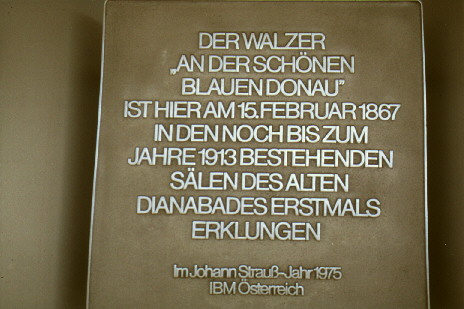 DER WALZER
„AN DER SCHÖNEN
BLAUEN DONAU”
IST HIER AM 15. FEBRUAR 1867
IN DEN NOCH BIS ZUM
JAHRE 1913 BESTEHENDEN
SÄLEN DES ALTEN
DIANABADES ERSTMALS
ERKLUNGEN
Im Johann Strauß-Jahr 1975
IBM Österreich